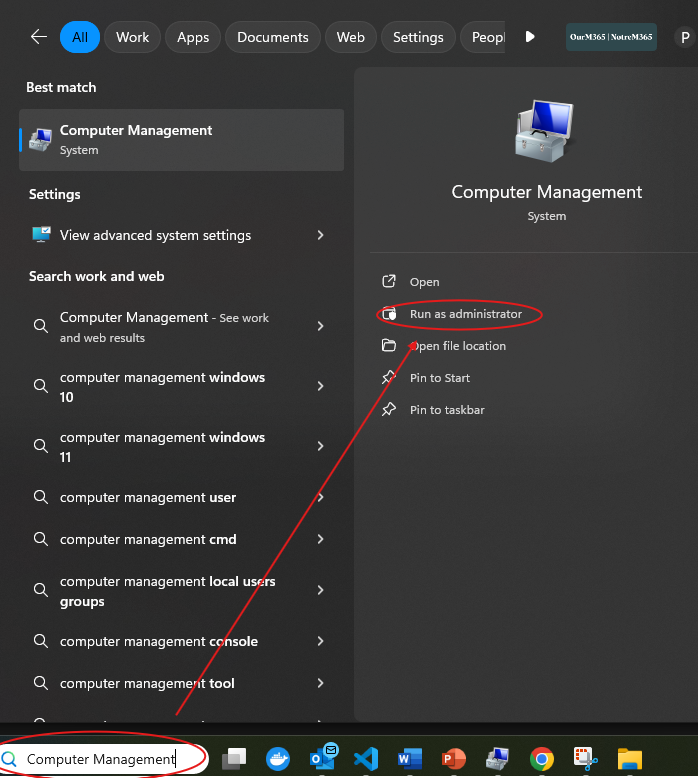 All
Work
Apps
Documents
Web
Settings
Peopl
OurM365 | NotreM365
P
Best match
Computer Management
System
Settings
View advanced system settings
Search work and web
Computer Management - See work
and web results
computer management windows
10
computer management windows
11
computer management user
computer management cmd
computer management local users
groups
computer management console
computer management tool
Computer Management
System
Open
Run as administrator
Open file location
Pin to Start
Pin to taskbar
Computer Management